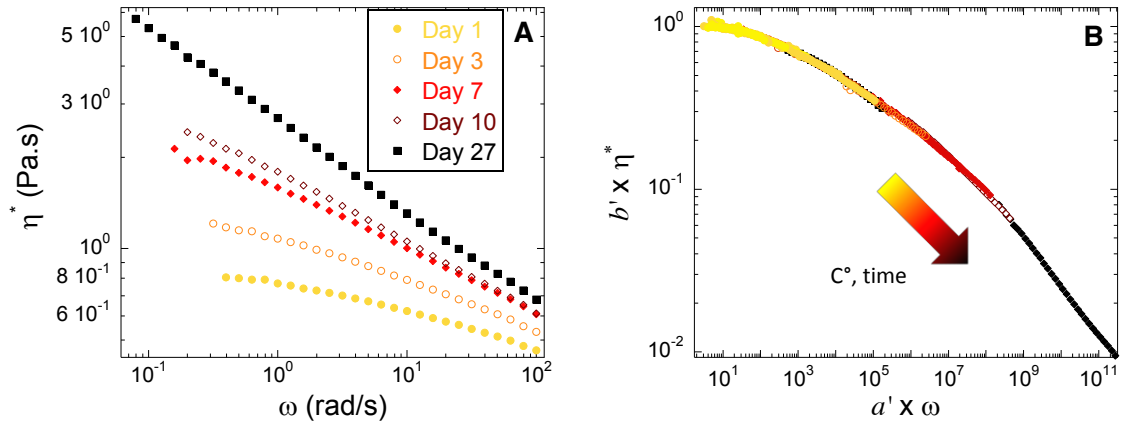 A
Day 1
Day 3
Day 7
Day 10
Day 27
5 10⁰
3 10⁰
10⁰
8 10⁻¹
6 10⁻¹
η* (Pa.s)
10⁻¹ 10⁰ 10¹ 10²
ω (rad/s)
B
10⁰
10⁻¹
10⁻²
b' x η*
C°, time
10¹ 10³ 10⁵ 10⁷ 10⁹ 10¹¹
a' x ω